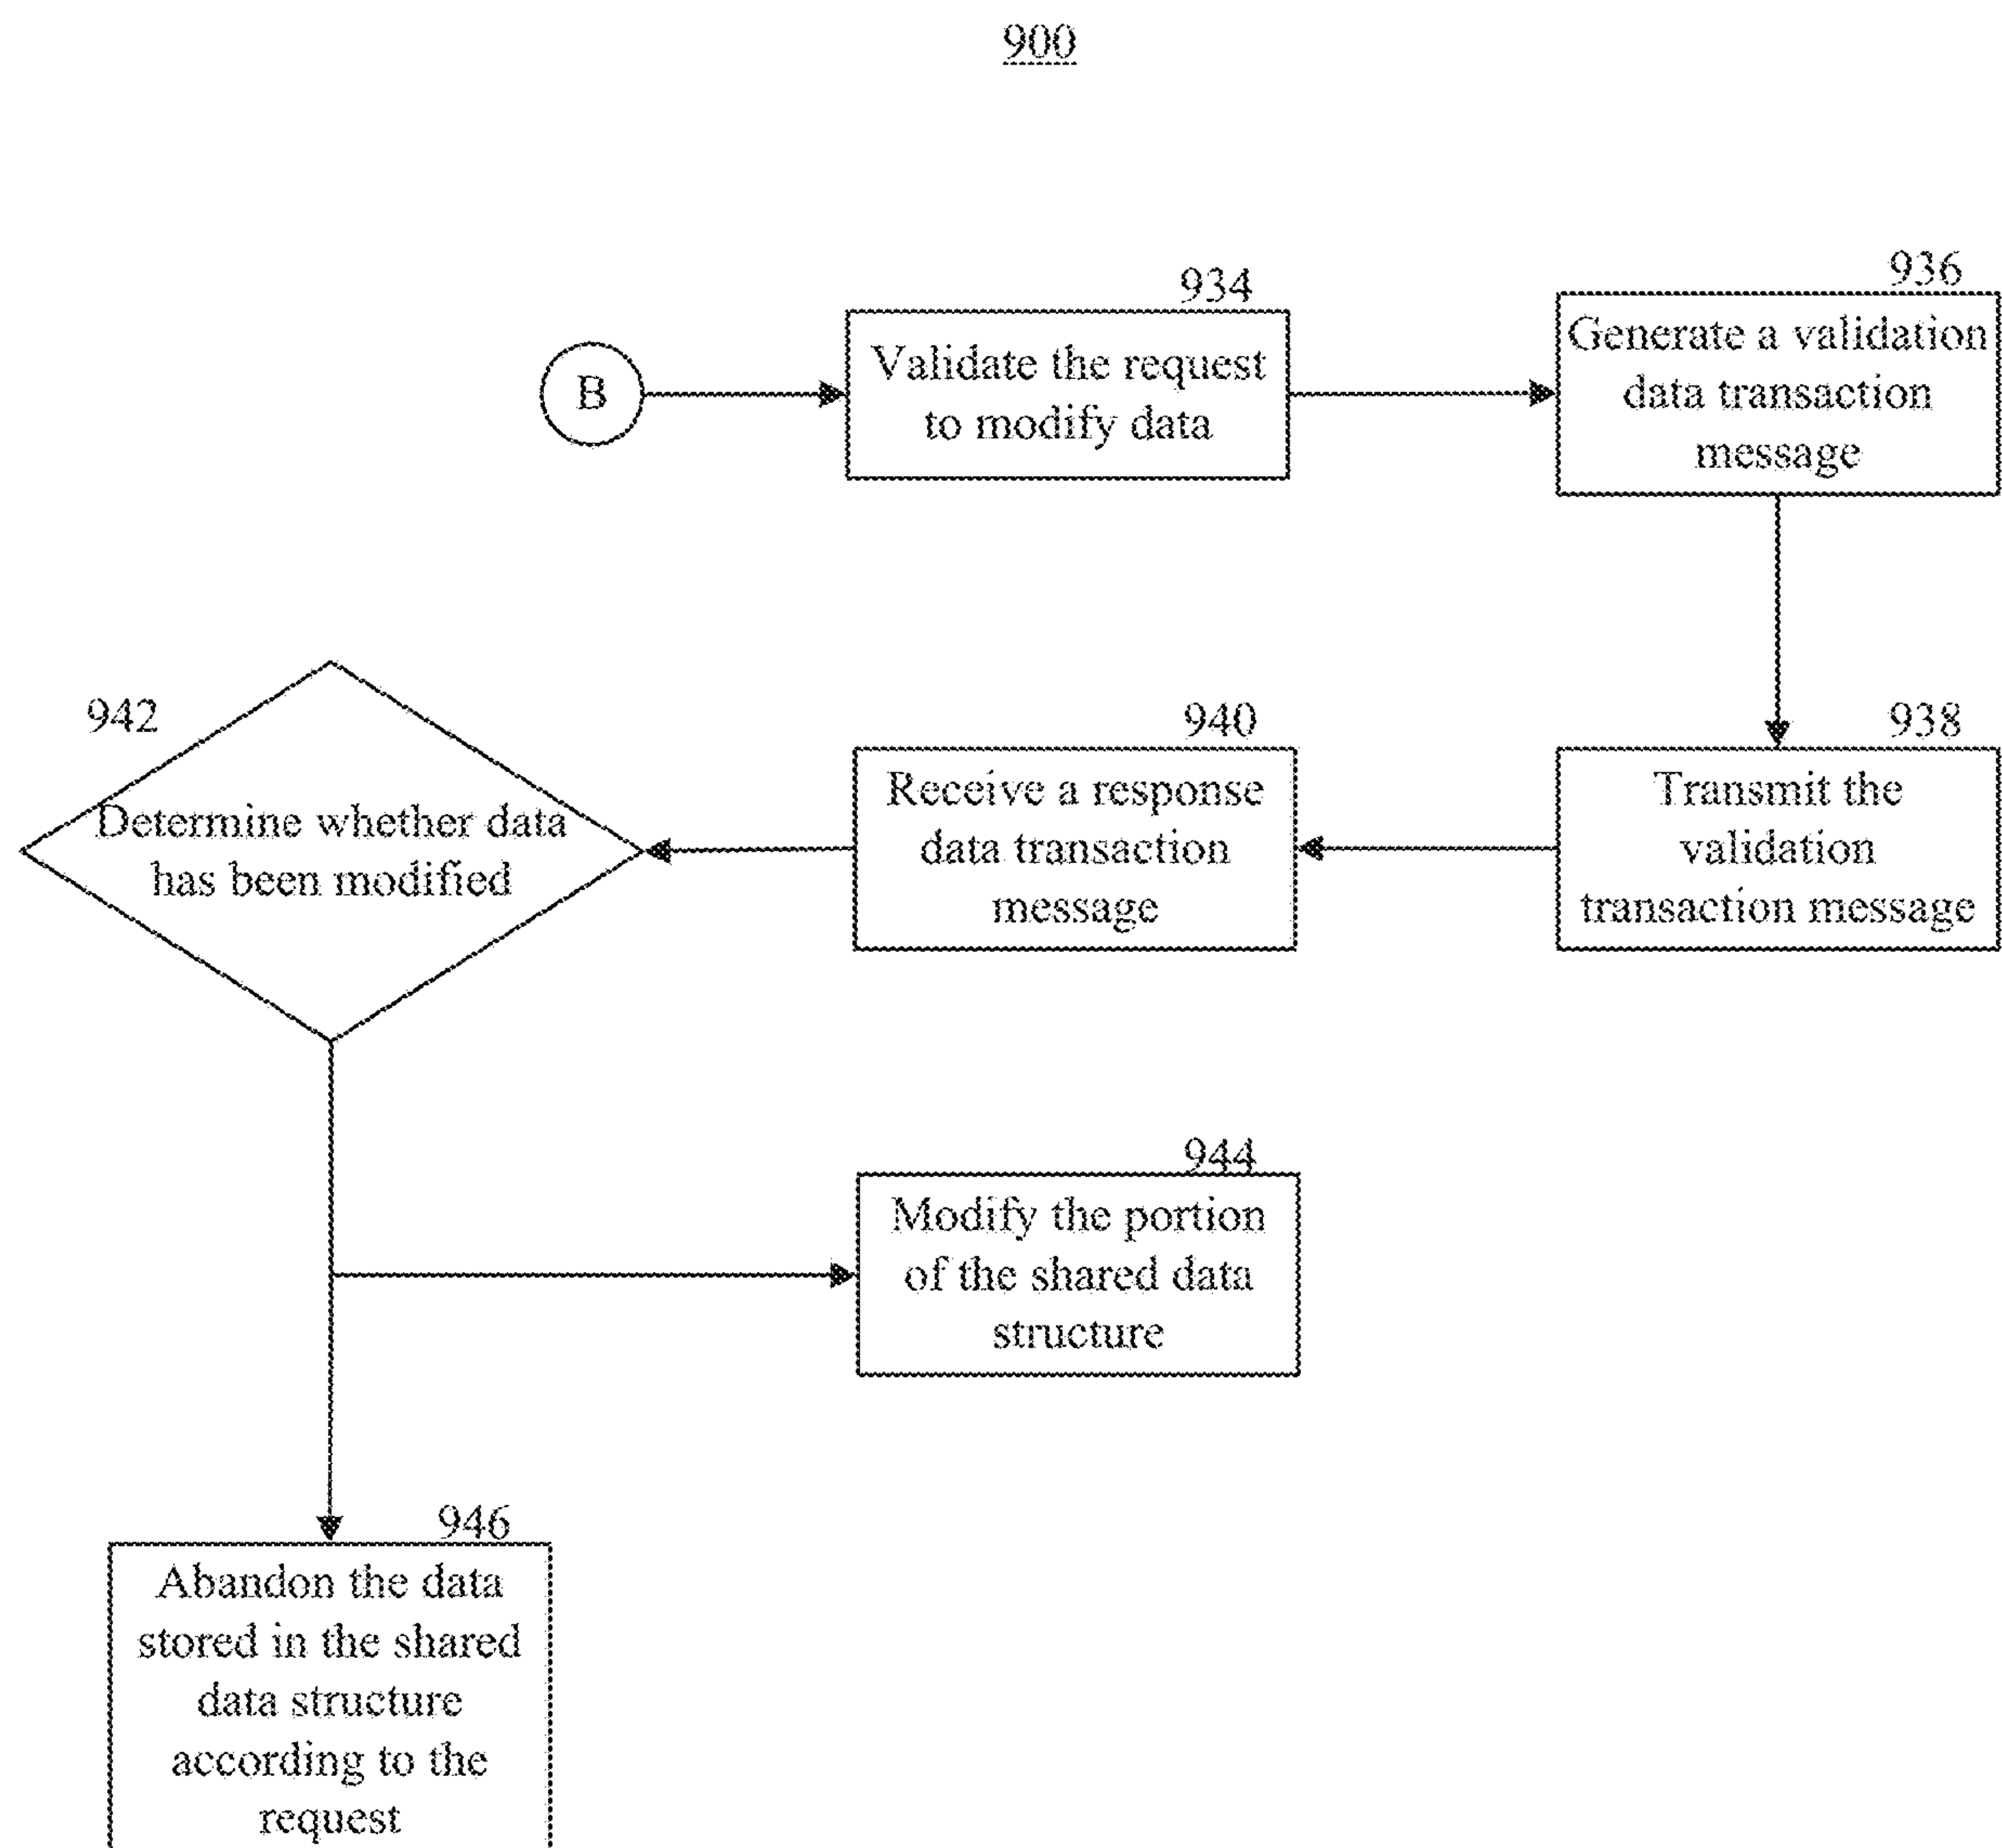 900
934
936
B
Validate the request
to modify data
Generate a validation
data transaction
message
942
940
938
Determine whether data
has been modified
Receive a response
data transaction
message
Transmit the
validation
transaction message
944
Modify the portion
of the shared data
structure
946
Abandon the data
stored in the shared
data structure
according to the
request